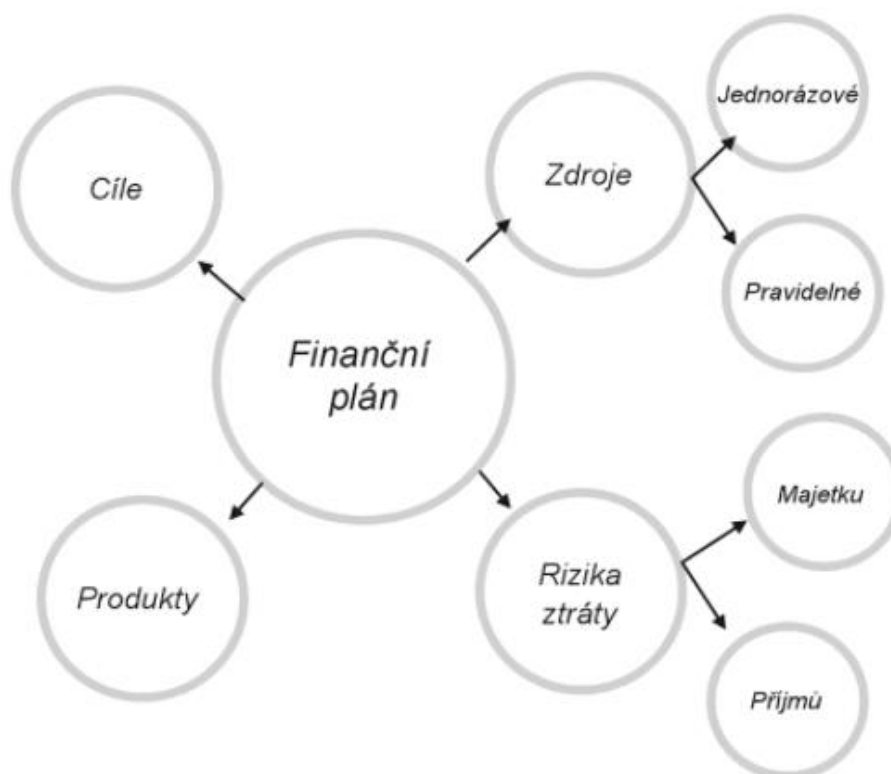 Jednorázové
Cíle
Zdroje
Pravidelné
Finanční
plán
Majetku
Produkty
Rizika
ztráty
Příjmů